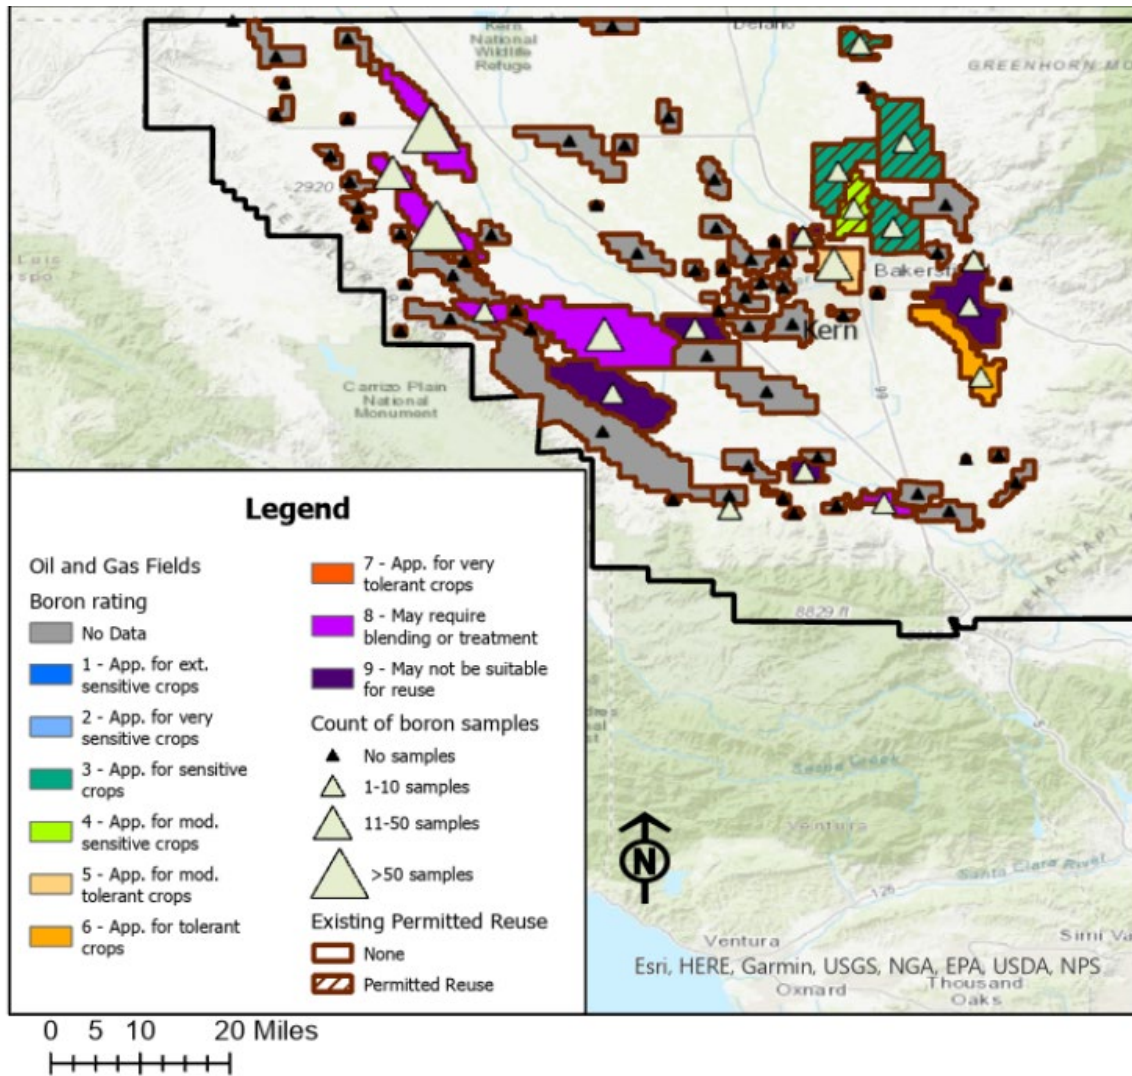 Kern
National
Wildlife
Refuge
Delano
GREENHORN MO
2920
TEMBLOR
Bakers
Kern
Carrizo Plain
National
Monument
99
8829 ft
EHACHAPI
5
Legend
Oil and Gas Fields
Boron rating
No Data
1 - App. for ext.
sensitive crops
2 - App. for very
sensitive crops
3 - App. for sensitive
crops
4 - App. for mod.
sensitive crops
5 - App. for mod.
tolerant crops
6 - App. for tolerant
crops
7 - App. for very
tolerant crops
8 - May require
blending or treatment
9 - May not be suitable
for reuse
Count of boron samples
No samples
1-10 samples
11-50 samples
>50 samples
Existing Permitted Reuse
None
Permitted Reuse
N
Ventura
Santa Clara River
126
Ventura
Simi Va
Esri, HERE, Garmin, USGS, NGA, EPA, USDA, NPS
Oxnard
Thousand
Oaks
0 5 10 20 Miles